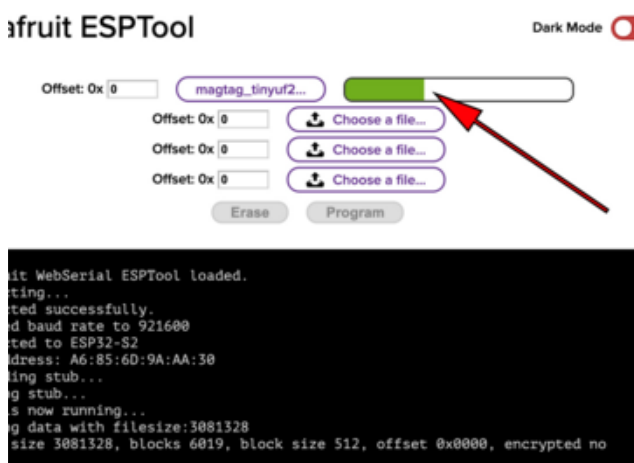 afruit ESPTool
Dark Mode
Offset: 0x 0 magtag_tinyuf2...
Offset: 0x 0 Choose a file...
Offset: 0x 0 Choose a file...
Offset: 0x 0 Choose a file...
Erase Program
uit WebSerial ESPTool loaded.
cting...
cted successfully.
ed baud rate to 921600
cted to ESP32-S2
ddress: A6:85:6D:9A:AA:30
ding stub...
g stub...
s now running...
g data with filesize:3081328
size 3081328, blocks 6019, block size 512, offset 0x0000, encrypted no